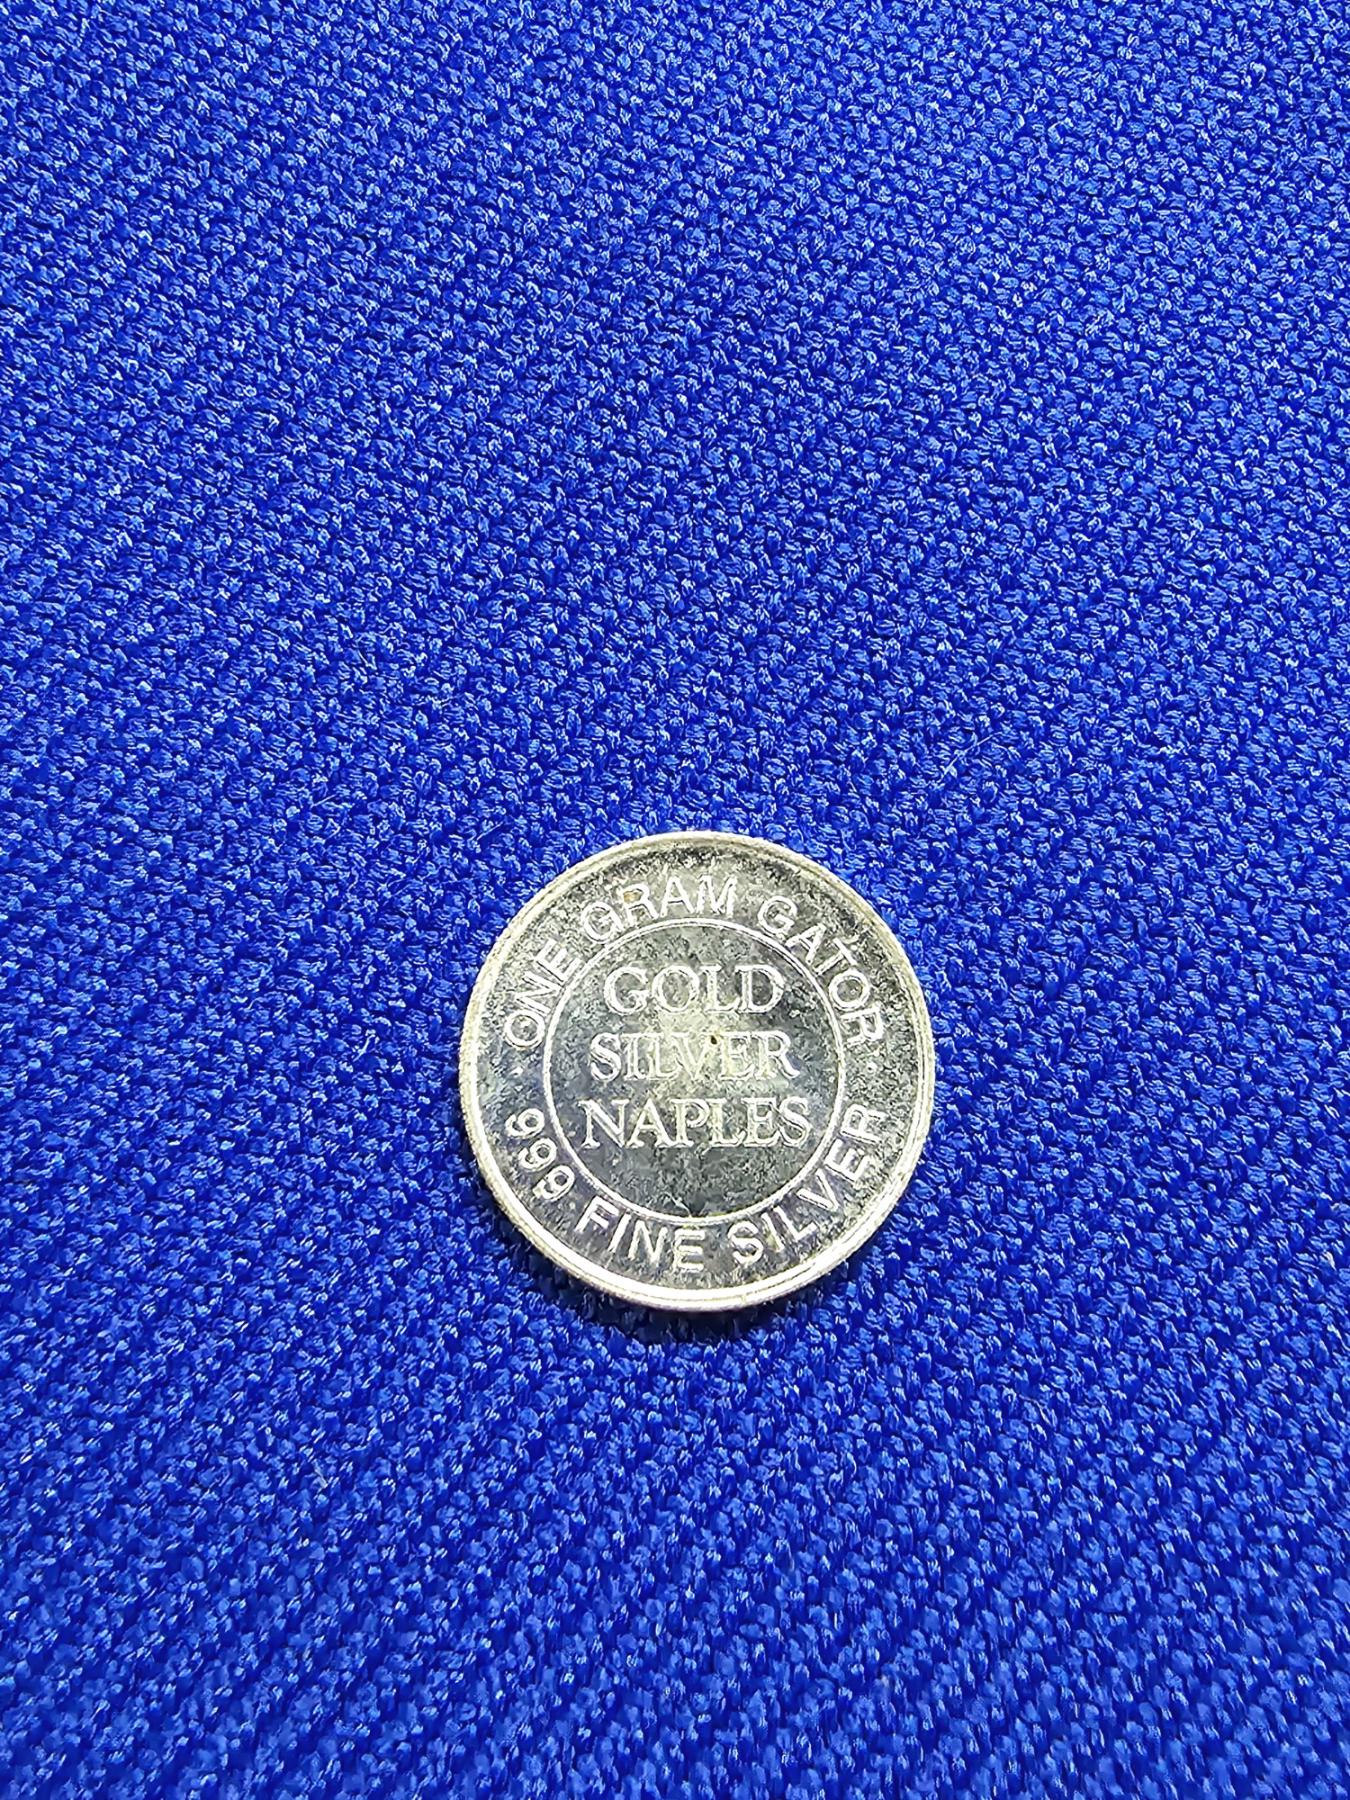 ONE GRAM GATOR
GOLD
SILVER
NAPLES
999 FINE SILVER